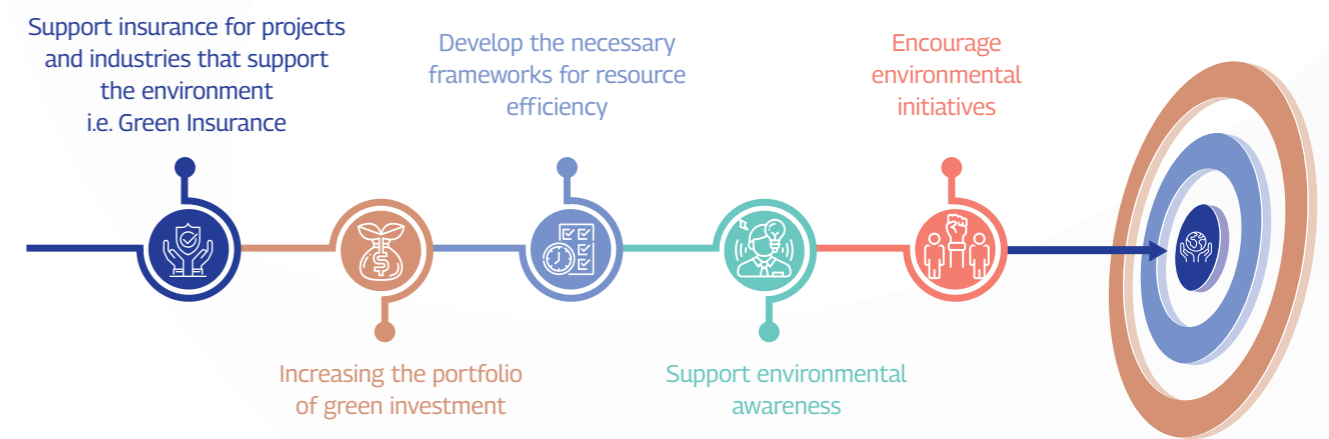 Support insurance for projects
and industries that support
the environment
i.e. Green Insurance
Increasing the portfolio
of green investment
Develop the necessary
frameworks for resource
efficiency
Support environmental
awareness
Encourage
environmental
initiatives